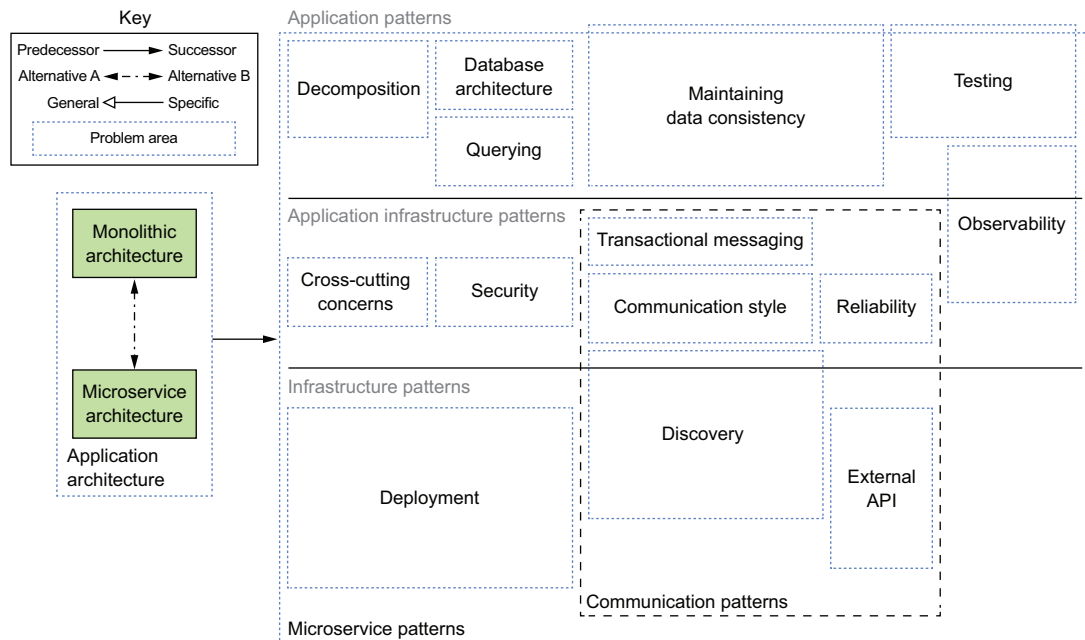 Key
Predecessor Successor
Alternative A Alternative B
General Specific
Problem area
Monolithic
architecture
Microservice
architecture
Application
architecture
Application patterns
Decomposition
Database
architecture
Querying
Maintaining
data consistency
Testing
Observability
Application infrastructure patterns
Cross-cutting
concerns
Security
Transactional messaging
Communication style
Reliability
Infrastructure patterns
Deployment
Discovery
External
API
Communication patterns
Microservice patterns